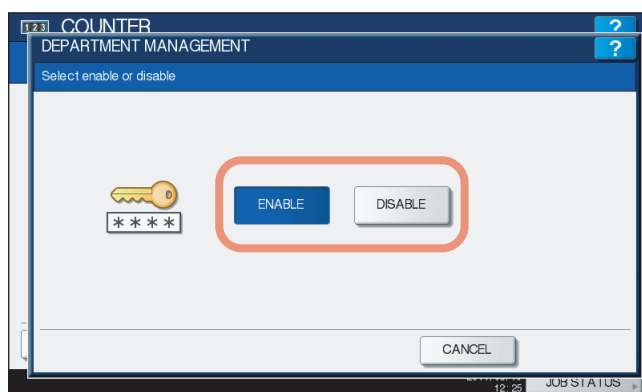 123 COUNTER ?
DEPARTMENT MANAGEMENT ?
Select enable or disable
****
ENABLE DISABLE
CANCEL
12:25 JOB STATUS